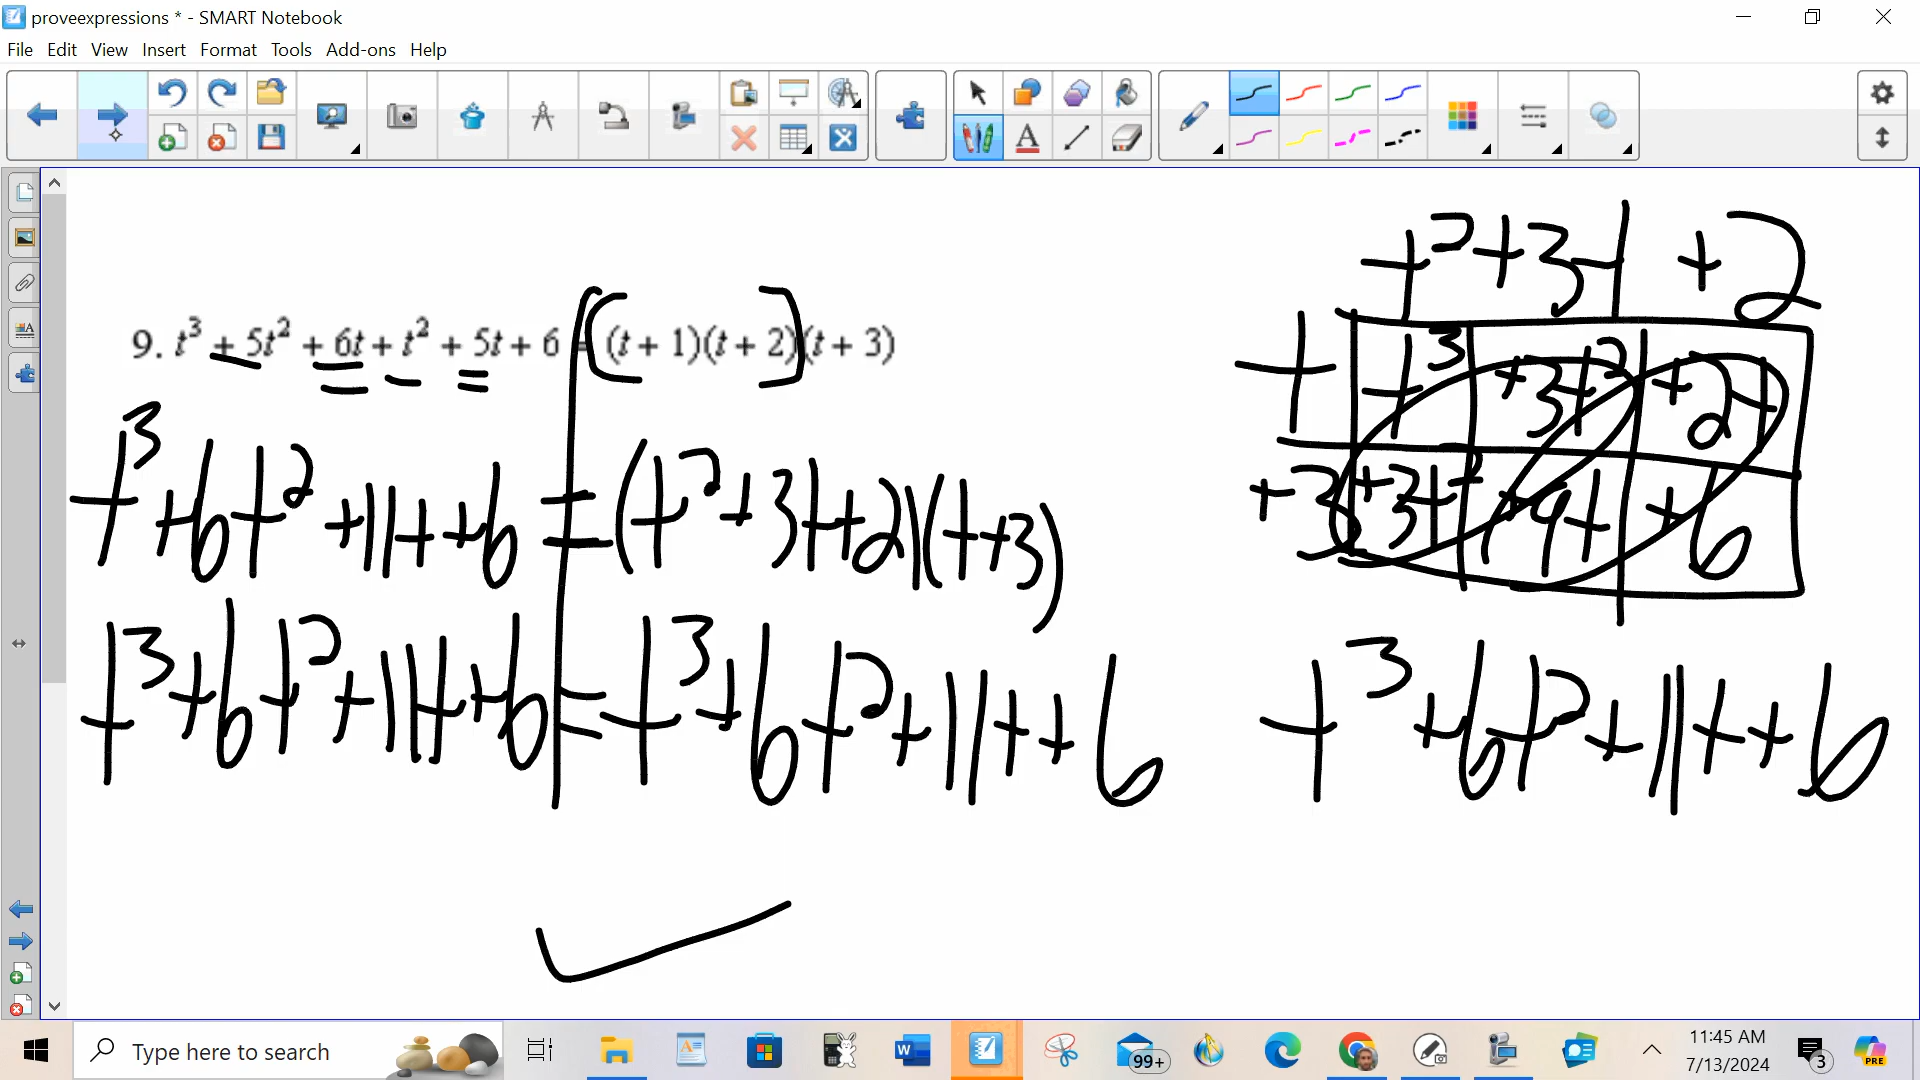 proveexpressions * - SMART Notebook
File Edit View Insert Format Tools Add-ons Help
t² + 3t + 2
9. t³ + 5t² + 6t + t² + 5t + 6 = (t + 1)(t + 2)(t + 3)
t t³ +3t² +2t
+3 +3t² +9t +6
t³ + 6t² + 11t + 6 = (t² + 3t + 2)(t + 3)
t³ + 6t² + 11t + 6 = t³ + 6t² + 11t + 6
t³ + 6t² + 11t + 6
Type here to search
99+
11:45 AM
7/13/2024
3
PRE